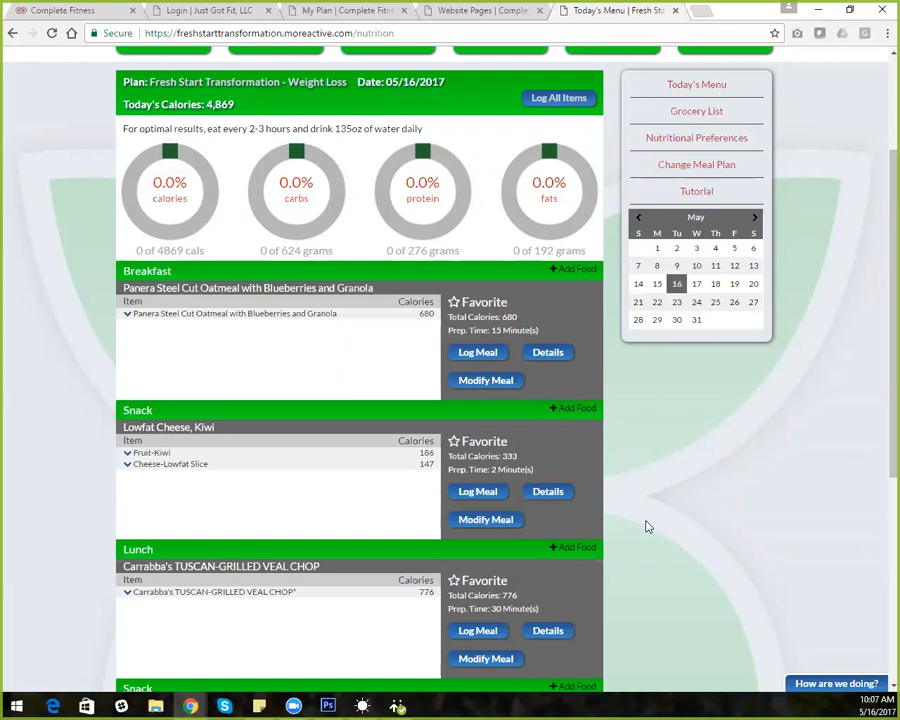 Complete Fitness
Login | Just Got Fit, LLC
My Plan | Complete Fitne
Website Pages | Comple
Today's Menu | Fresh Sta
Secure
https://freshstarttransformation.moreactive.com/nutrition
Plan: Fresh Start Transformation - Weight Loss Date: 05/16/2017
Today's Calories: 4,869
Log All Items
For optimal results, eat every 2-3 hours and drink 135oz of water daily
0.0% 0.0% 0.0% 0.0%
calories carbs protein fats
0 of 4869 cals 0 of 624 grams 0 of 276 grams 0 of 192 grams
Breakfast
+ Add Food
Panera Steel Cut Oatmeal with Blueberries and Granola
Item Calories
Panera Steel Cut Oatmeal with Blueberries and Granola 680
Favorite
Total Calories: 680
Prep. Time: 15 Minute(s)
Log Meal Details
Modify Meal
Snack
+ Add Food
Lowfat Cheese, Kiwi
Item Calories
Fruit-Kiwi 186
Cheese-Lowfat Slice 147
Favorite
Total Calories: 333
Prep. Time: 2 Minute(s)
Log Meal Details
Modify Meal
Lunch
+ Add Food
Carrabba's TUSCAN-GRILLED VEAL CHOP
Item Calories
Carrabba's TUSCAN-GRILLED VEAL CHOP* 776
Favorite
Total Calories: 776
Prep. Time: 30 Minute(s)
Log Meal Details
Modify Meal
Snack
+ Add Food
Today's Menu
Grocery List
Nutritional Preferences
Change Meal Plan
Tutorial
May
S M Tu W Th F S
1 2 3 4 5 6
7 8 9 10 11 12 13
14 15 16 17 18 19 20
21 22 23 24 25 26 27
28 29 30 31
How are we doing?
Ps
10:07 AM
5/16/2017